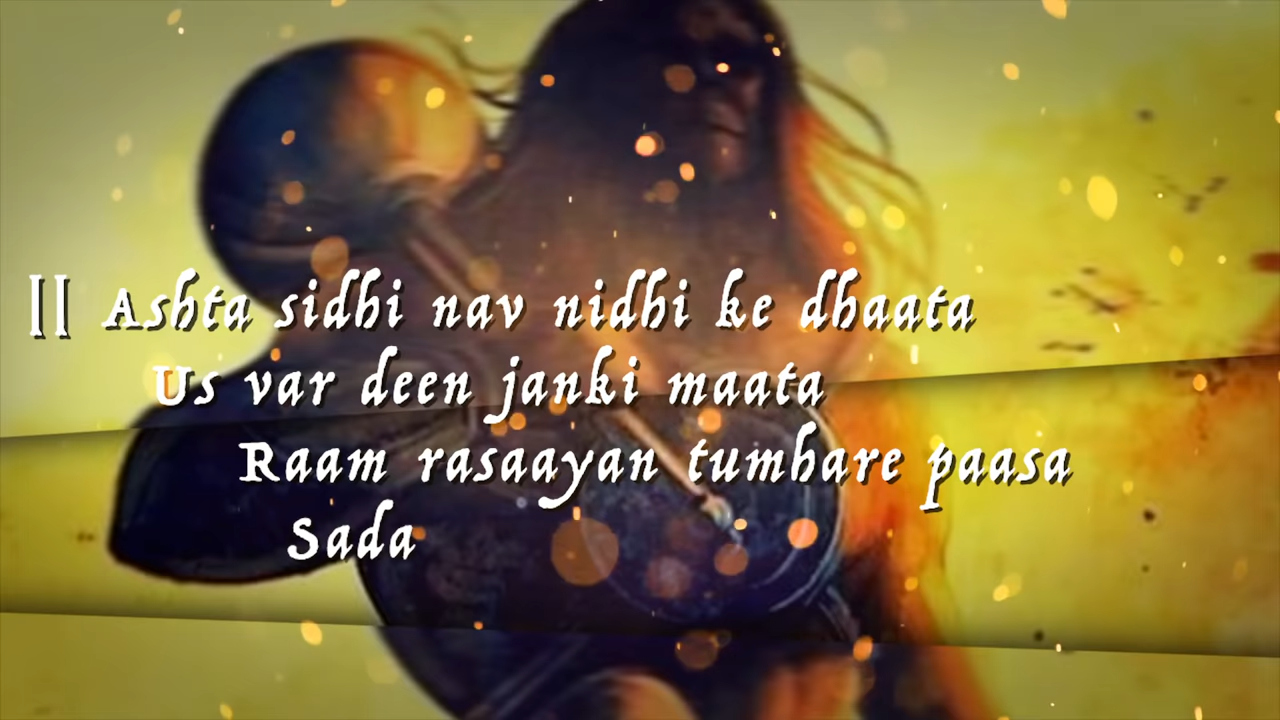 || Ashta sidhi nav nidhi ke dhaata
Us var deen janki maata
Raam rasaayan tumhare paasa
Sada